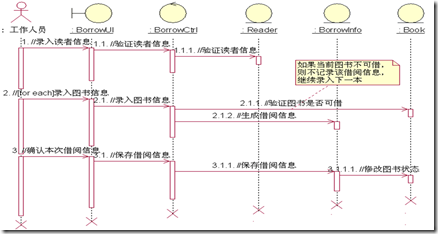 : 工作人员
: BorrowUI
: BorrowCtrl
: Reader
: BorrowInfo
: Book
1. //录入读者信息
1.1. //验证读者信息
1.1.1. //验证读者信息
如果当前图书不可借,
则不记录该借阅信息,
继续录入下一本
2. //[for each]录入图书信息
2.1. //录入图书信息
2.1.1. //验证图书是否可借
2.1.2. //生成借阅信息
3. //确认本次借阅信息
3.1. //保存借阅信息
3.1.1. //保存借阅信息
3.1.1.1. //修改图书状态